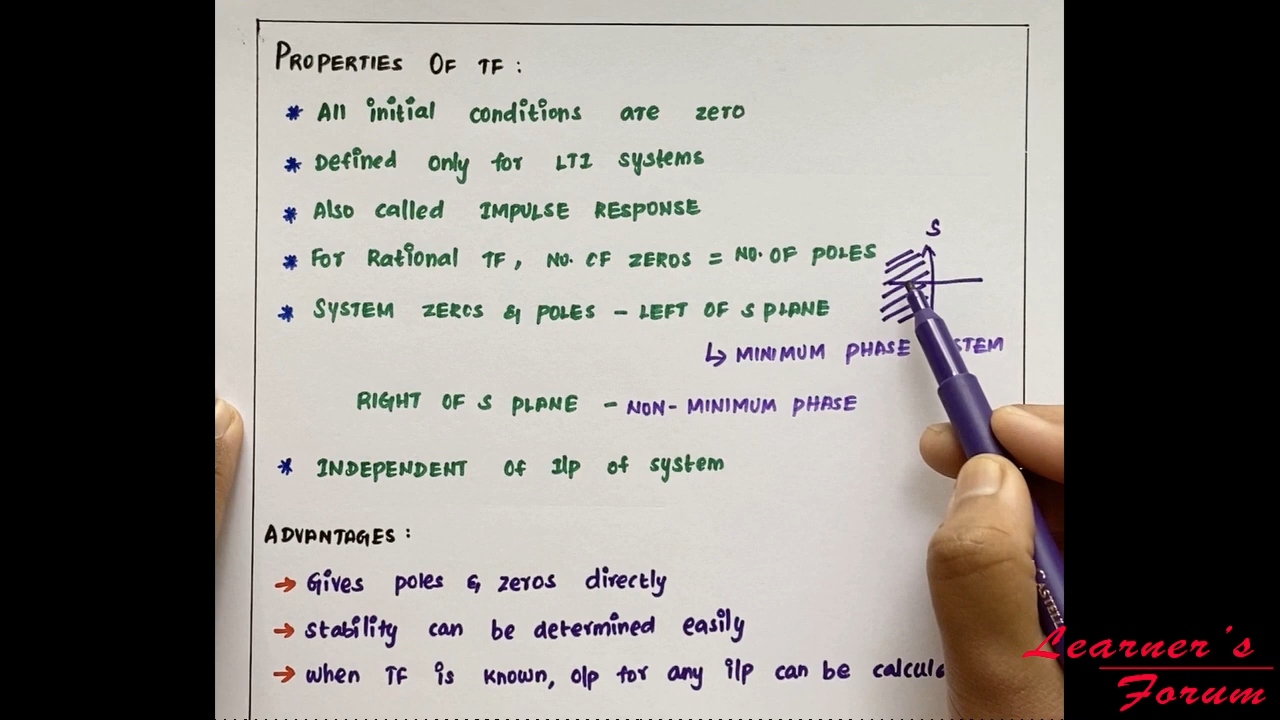 PROPERTIES OF TF :
* All initial conditions are zero
* Defined only for LTI systems
* Also called IMPULSE RESPONSE
* For Rational TF, NO. OF ZEROS = NO. OF POLES
S
* SYSTEM ZEROS & POLES - LEFT OF S PLANE
↳ MINIMUM PHASE STEM
RIGHT OF S PLANE - NON-MINIMUM PHASE
* INDEPENDENT Of I/p of system
ADVANTAGES :
→ Gives poles & zeros directly
→ Stability can be determined easily
→ When TF is known, o/p for any i/p can be calcula
Learner's
Forum